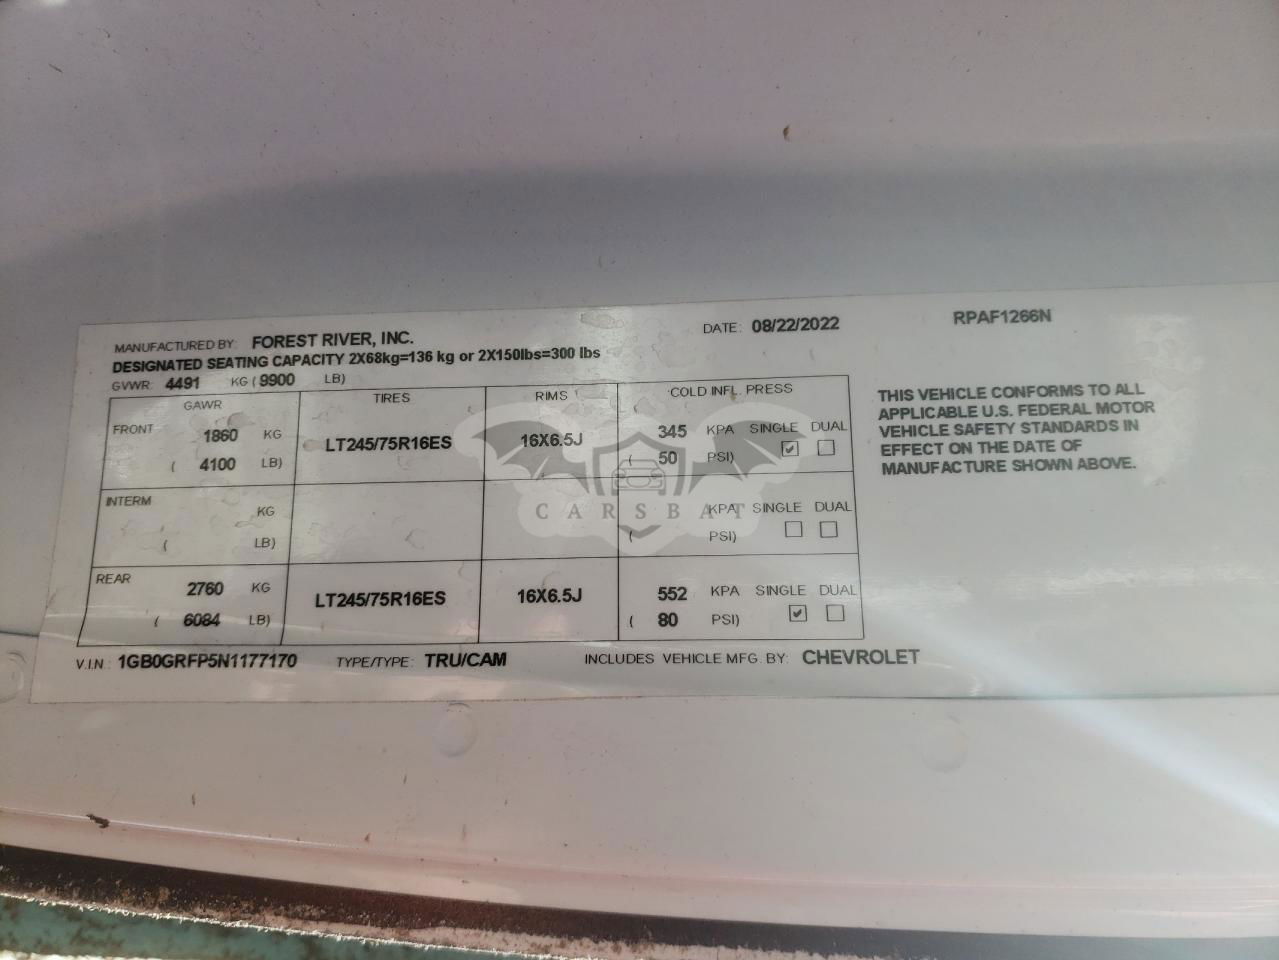 MANUFACTURED BY: FOREST RIVER, INC. DATE: 08/22/2022 RPAF1266N
DESIGNATED SEATING CAPACITY 2X68kg=136 kg or 2X150lbs=300 lbs
GVWR: 4491 KG ( 9900 LB)
GAWR TIRES RIMS COLD INFL. PRESS
FRONT 1860 KG LT245/75R16ES 16X6.5J 345 KPA SINGLE DUAL
( 4100 LB) ( 50 PSI) ☑ ☐
INTERM KG KPA SINGLE DUAL
( LB) ( PSI) ☐ ☐
REAR 2760 KG LT245/75R16ES 16X6.5J 552 KPA SINGLE DUAL
( 6084 LB) ( 80 PSI) ☑ ☐
V.I.N.: 1GB0GRFP5N1177170 TYPE/TYPE: TRU/CAM INCLUDES VEHICLE MFG. BY: CHEVROLET
THIS VEHICLE CONFORMS TO ALL
APPLICABLE U.S. FEDERAL MOTOR
VEHICLE SAFETY STANDARDS IN
EFFECT ON THE DATE OF
MANUFACTURE SHOWN ABOVE.
CARSBAT